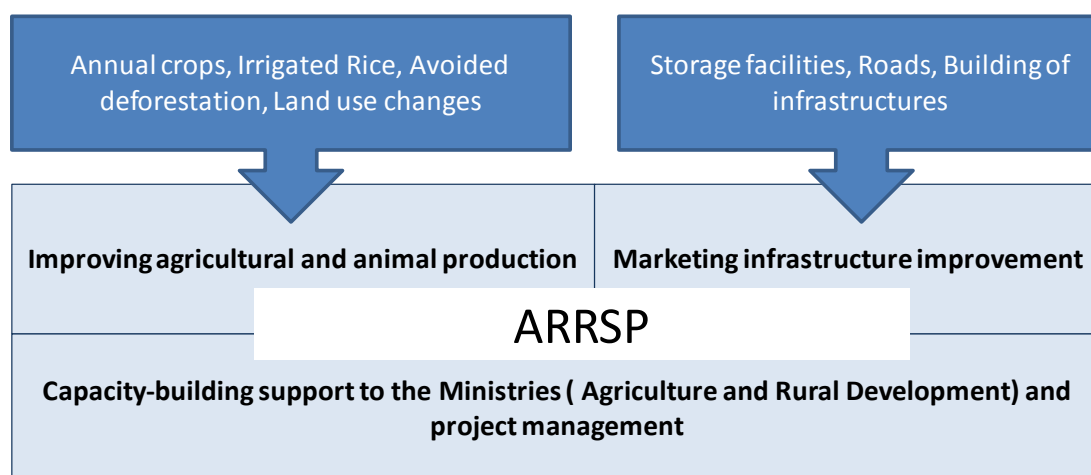 Annual crops, Irrigated Rice, Avoided
deforestation, Land use changes
Storage facilities, Roads, Building of
infrastructures
Improving agricultural and animal production
Marketing infrastructure improvement
ARRSP
Capacity-building support to the Ministries ( Agriculture and Rural Development) and
project management